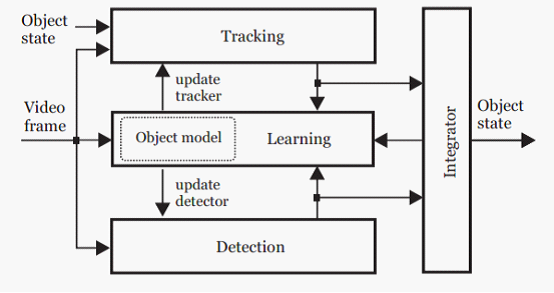 Object
state
Tracking
update
tracker
Video
frame
Object model
Learning
Integrator
Object
state
update
detector
Detection